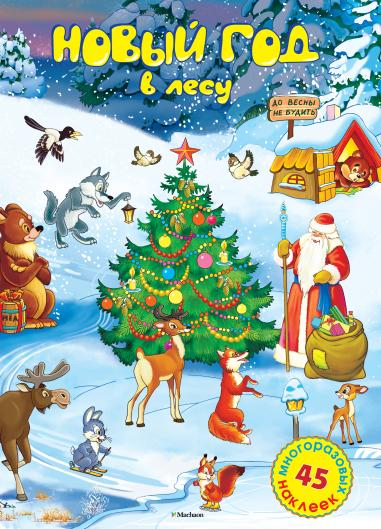 НОВЫЙ ГОД
в лесу
ДО ВЕСНЫ
НЕ БУДИТЬ
многоразовых
45
наклеек
Machaon